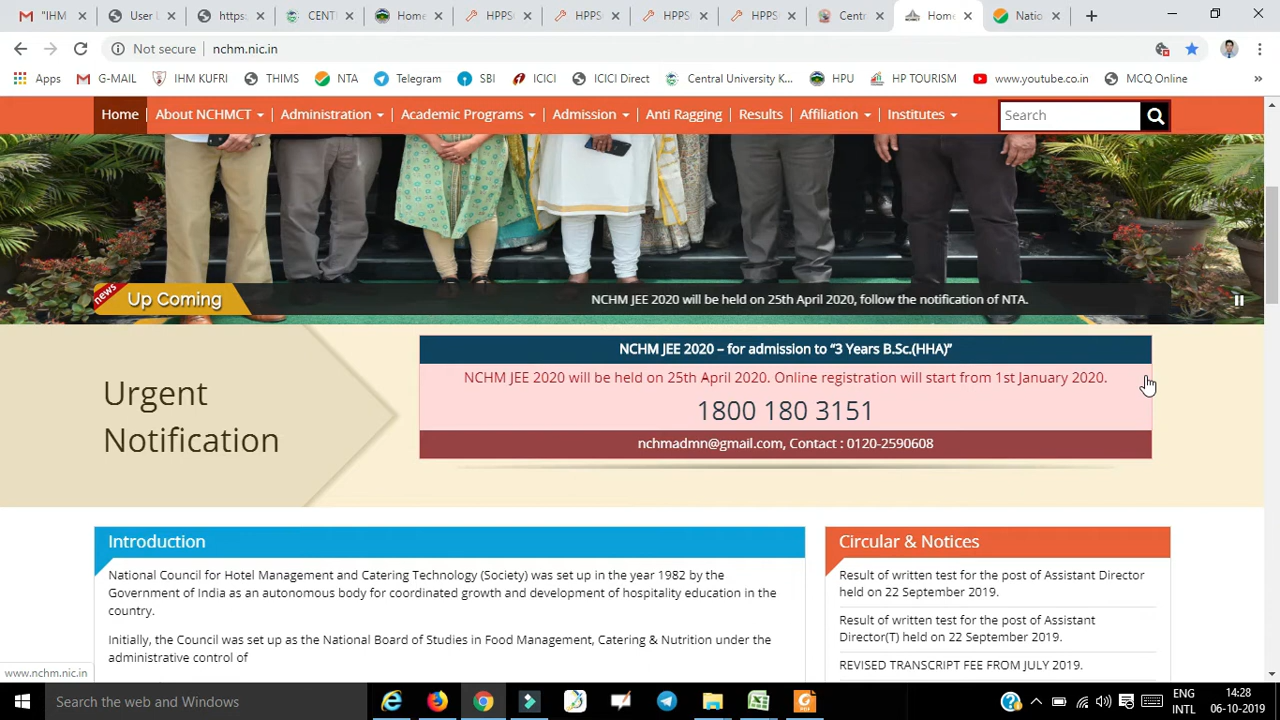 "IHM
User L
https:
CENTI
Home
HPPS
HPPS
HPPS
HPPS
Centr
Home
Natio
Not secure
nchm.nic.in
Apps
G-MAIL
IHM KUFRI
THIMS
NTA
Telegram
SBI
ICICI
ICICI Direct
Central University K...
HPU
HP TOURISM
www.youtube.co.in
MCQ Online
»
Home
About NCHMCT
Administration
Academic Programs
Admission
Anti Ragging
Results
Affiliation
Institutes
Search
news
Up Coming
NCHM JEE 2020 will be held on 25th April 2020, follow the notification of NTA.
Urgent
Notification
NCHM JEE 2020 – for admission to “3 Years B.Sc.(HHA)”
NCHM JEE 2020 will be held on 25th April 2020. Online registration will start from 1st January 2020.
1800 180 3151
nchmadmn@gmail.com, Contact : 0120-2590608
Introduction
National Council for Hotel Management and Catering Technology (Society) was set up in the year 1982 by the
Government of India as an autonomous body for coordinated growth and development of hospitality education in the
country.
Initially, the Council was set up as the National Board of Studies in Food Management, Catering & Nutrition under the
administrative control of
Circular & Notices
Result of written test for the post of Assistant Director
held on 22 September 2019.
Result of written test for the post of Assistant
Director(T) held on 22 September 2019.
REVISED TRANSCRIPT FEE FROM JULY 2019.
www.nchm.nic.in
Search the web and Windows
ENG
INTL
14:28
06-10-2019